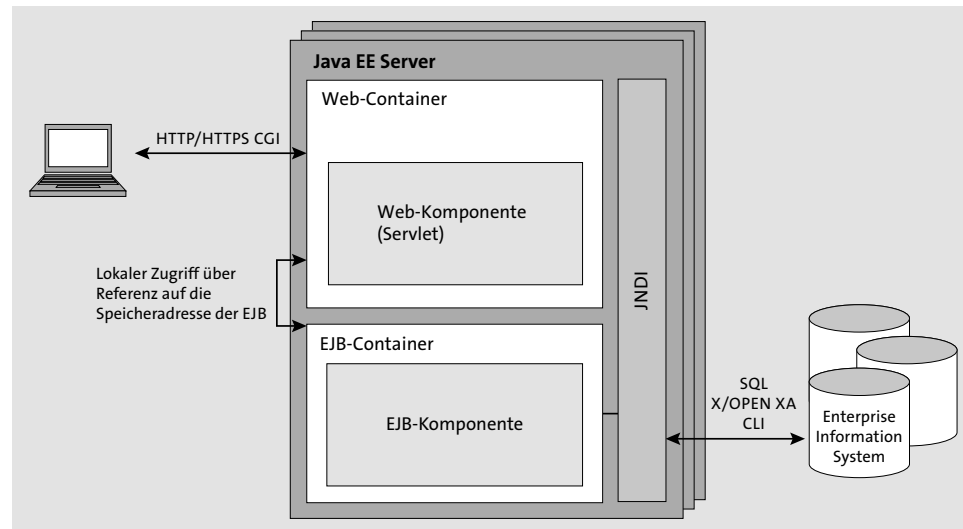 Java EE Server
Web-Container
HTTP/HTTPS CGI
Web-Komponente
(Servlet)
Lokaler Zugriff über
Referenz auf die
Speicheradresse der EJB
JNDI
EJB-Container
EJB-Komponente
SQL
X/OPEN XA
CLI
Enterprise
Information
System